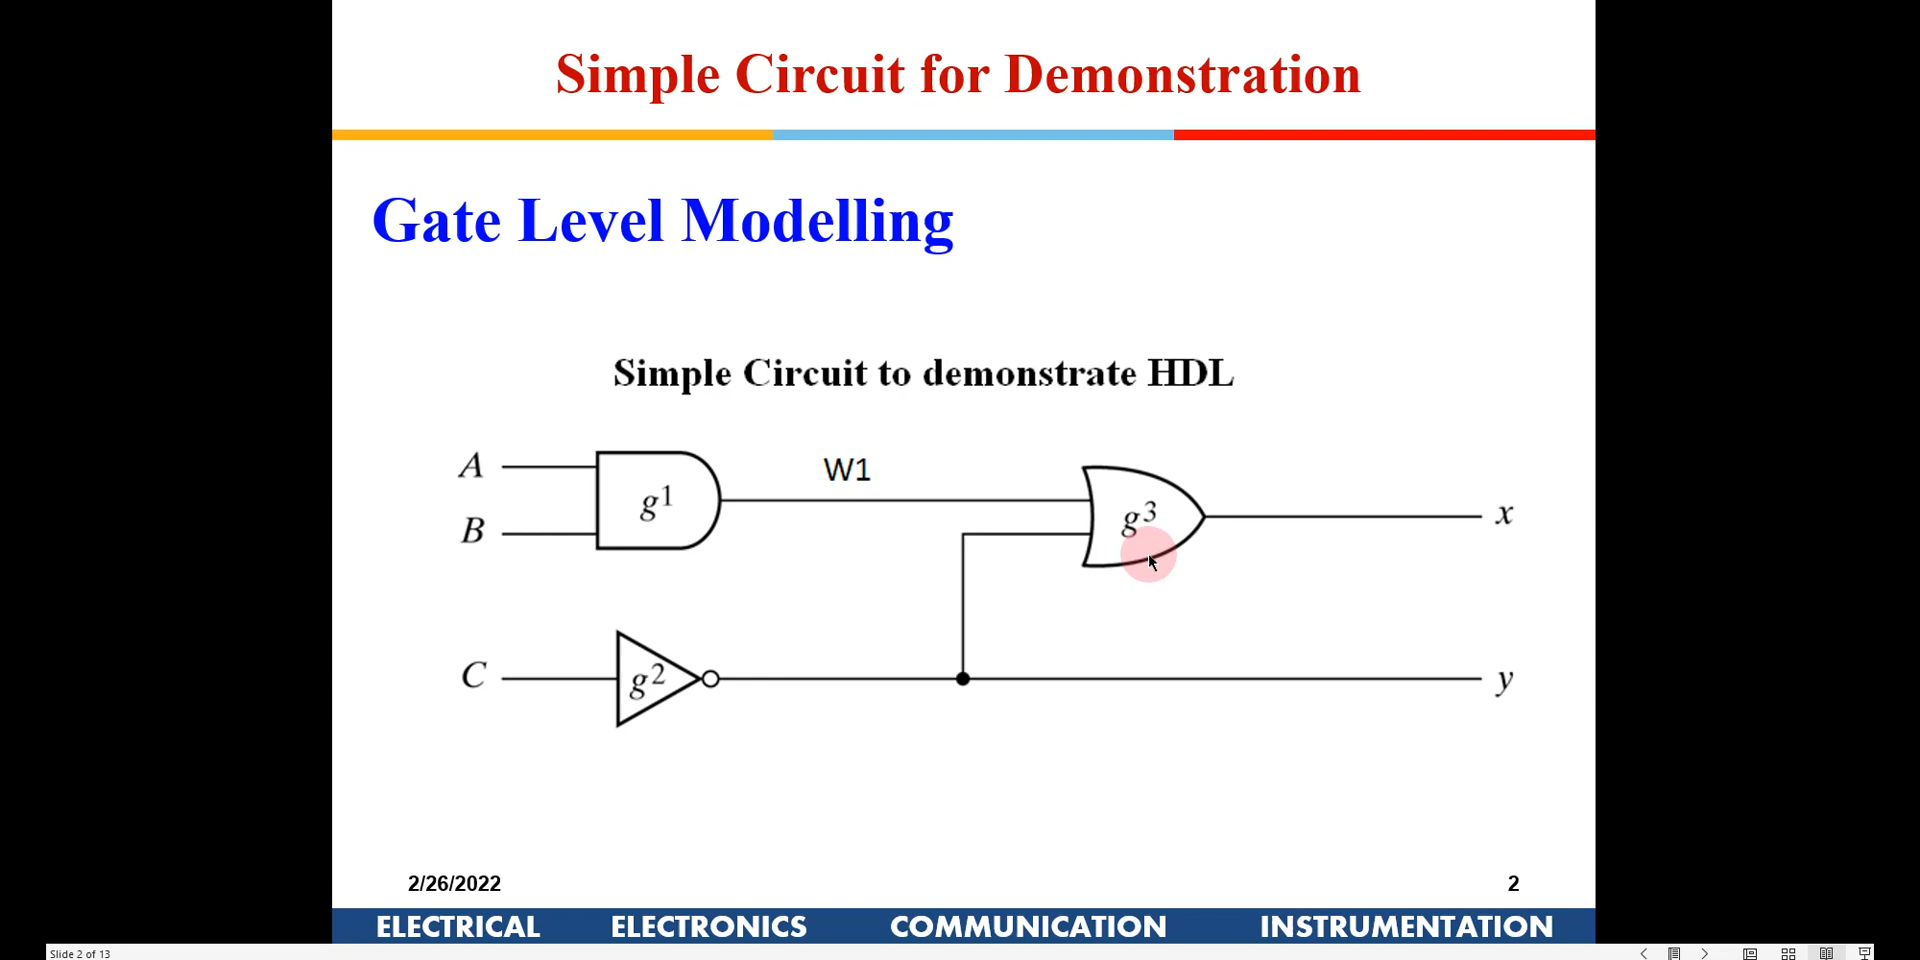 Simple Circuit for Demonstration
Gate Level Modelling
Simple Circuit to demonstrate HDL
A
W1
g1
g3
x
B
C
g2
y
2/26/2022
2
ELECTRICAL ELECTRONICS COMMUNICATION INSTRUMENTATION
Slide 2 of 13